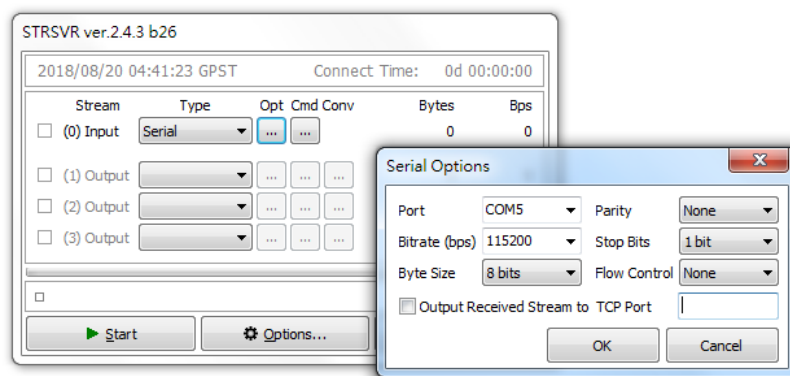 STRSVR ver.2.4.3 b26
2018/08/20 04:41:23 GPST Connect Time: 0d 00:00:00
Stream Type Opt Cmd Conv Bytes Bps
(0) Input Serial ... ... 0 0
(1) Output ... ... ...
(2) Output ... ... ...
(3) Output ... ... ...
Start Options...
Serial Options
Port COM5 Parity None
Bitrate (bps) 115200 Stop Bits 1 bit
Byte Size 8 bits Flow Control None
Output Received Stream to TCP Port
OK Cancel